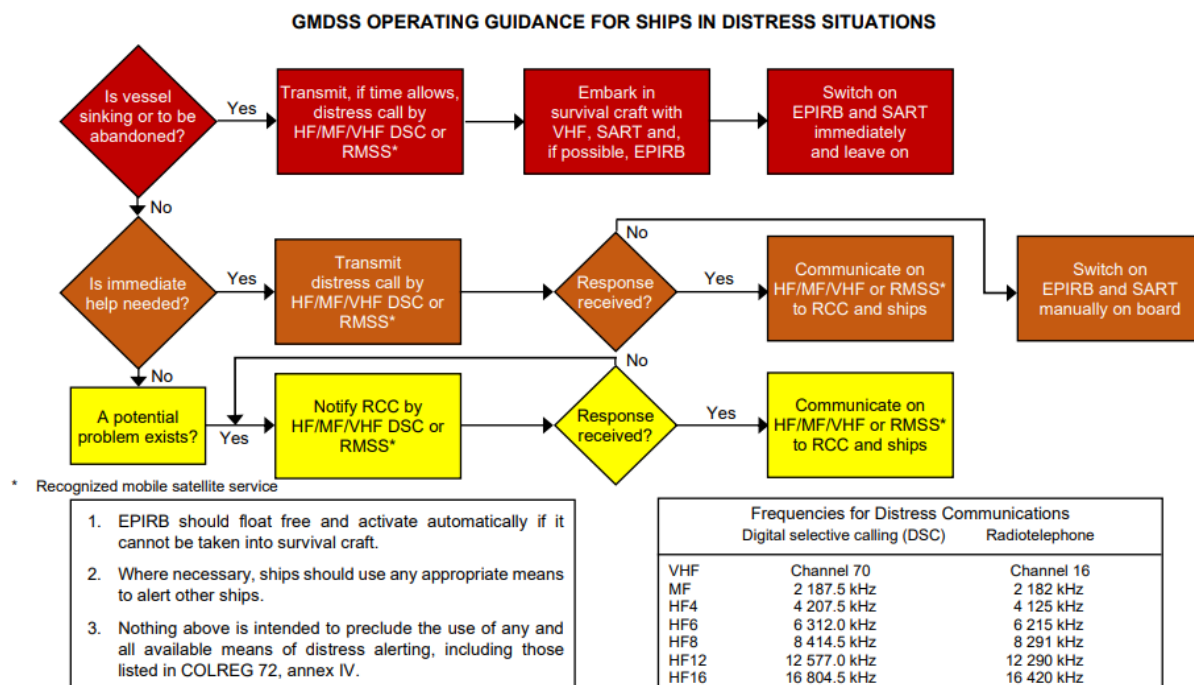 GMDSS OPERATING GUIDANCE FOR SHIPS IN DISTRESS SITUATIONS
Is vessel
sinking or to be
abandoned?
Yes
Transmit, if time allows,
distress call by
HF/MF/VHF DSC or
RMSS*
Embark in
survival craft with
VHF, SART and,
if possible, EPIRB
Switch on
EPIRB and SART
immediately
and leave on
No
Is immediate
help needed?
Yes
Transmit
distress call by
HF/MF/VHF DSC or
RMSS*
Response
received?
No
Yes
Communicate on
HF/MF/VHF or RMSS*
to RCC and ships
Switch on
EPIRB and SART
manually on board
No
A potential
problem exists?
Yes
Notify RCC by
HF/MF/VHF DSC or
RMSS*
Response
received?
No
Yes
Communicate on
HF/MF/VHF or RMSS*
to RCC and ships
* Recognized mobile satellite service
1. EPIRB should float free and activate automatically if it
cannot be taken into survival craft.
2. Where necessary, ships should use any appropriate means
to alert other ships.
3. Nothing above is intended to preclude the use of any and
all available means of distress alerting, including those
listed in COLREG 72, annex IV.
Frequencies for Distress Communications
Digital selective calling (DSC) Radiotelephone
VHF Channel 70 Channel 16
MF 2 187.5 kHz 2 182 kHz
HF4 4 207.5 kHz 4 125 kHz
HF6 6 312.0 kHz 6 215 kHz
HF8 8 414.5 kHz 8 291 kHz
HF12 12 577.0 kHz 12 290 kHz
HF16 16 804.5 kHz 16 420 kHz